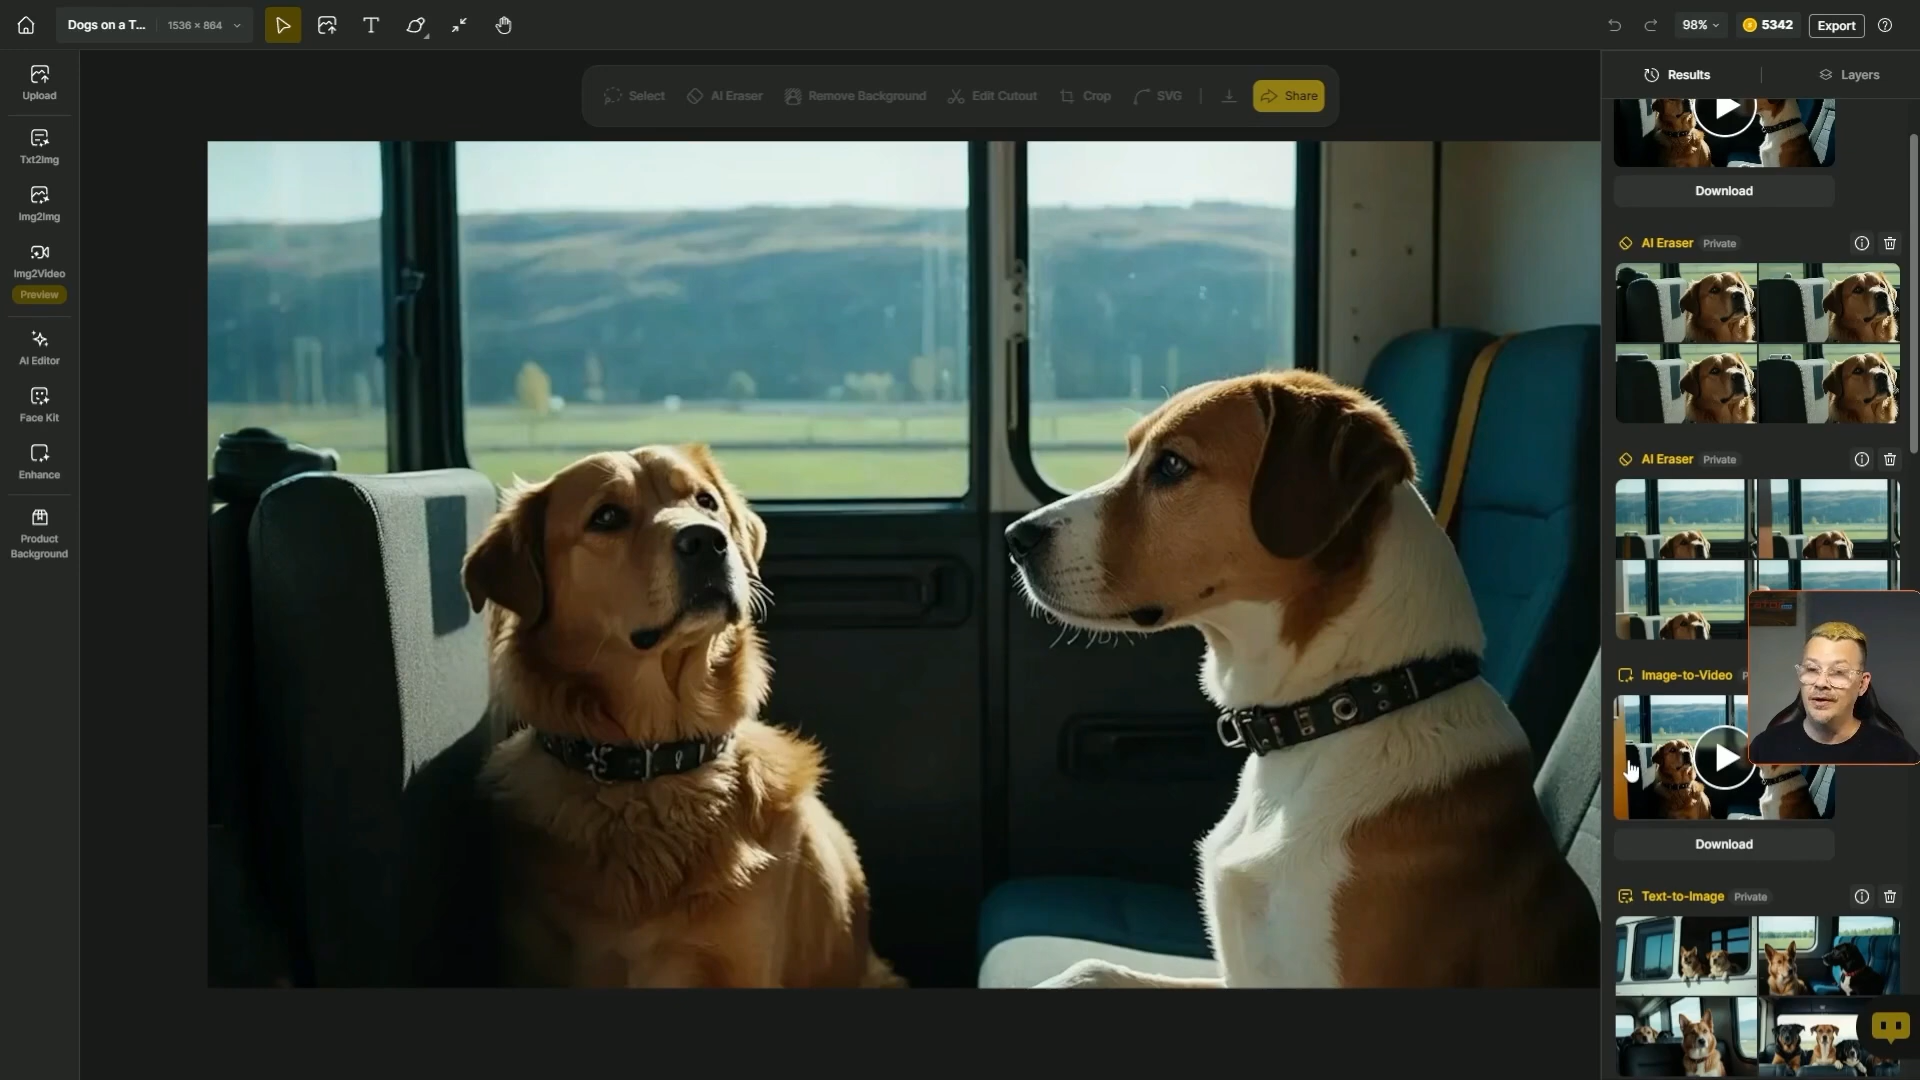 Dogs on a T...
1536 × 864
98%
5342
Export
Upload
Txt2Img
Img2Img
Img2Video
Preview
AI Editor
Face Kit
Enhance
Product
Background
Select
AI Eraser
Remove Background
Edit Cutout
Crop
SVG
Share
Results
Layers
Download
AI Eraser
Private
AI Eraser
Private
Image-to-Video
Download
Text-to-Image
Private